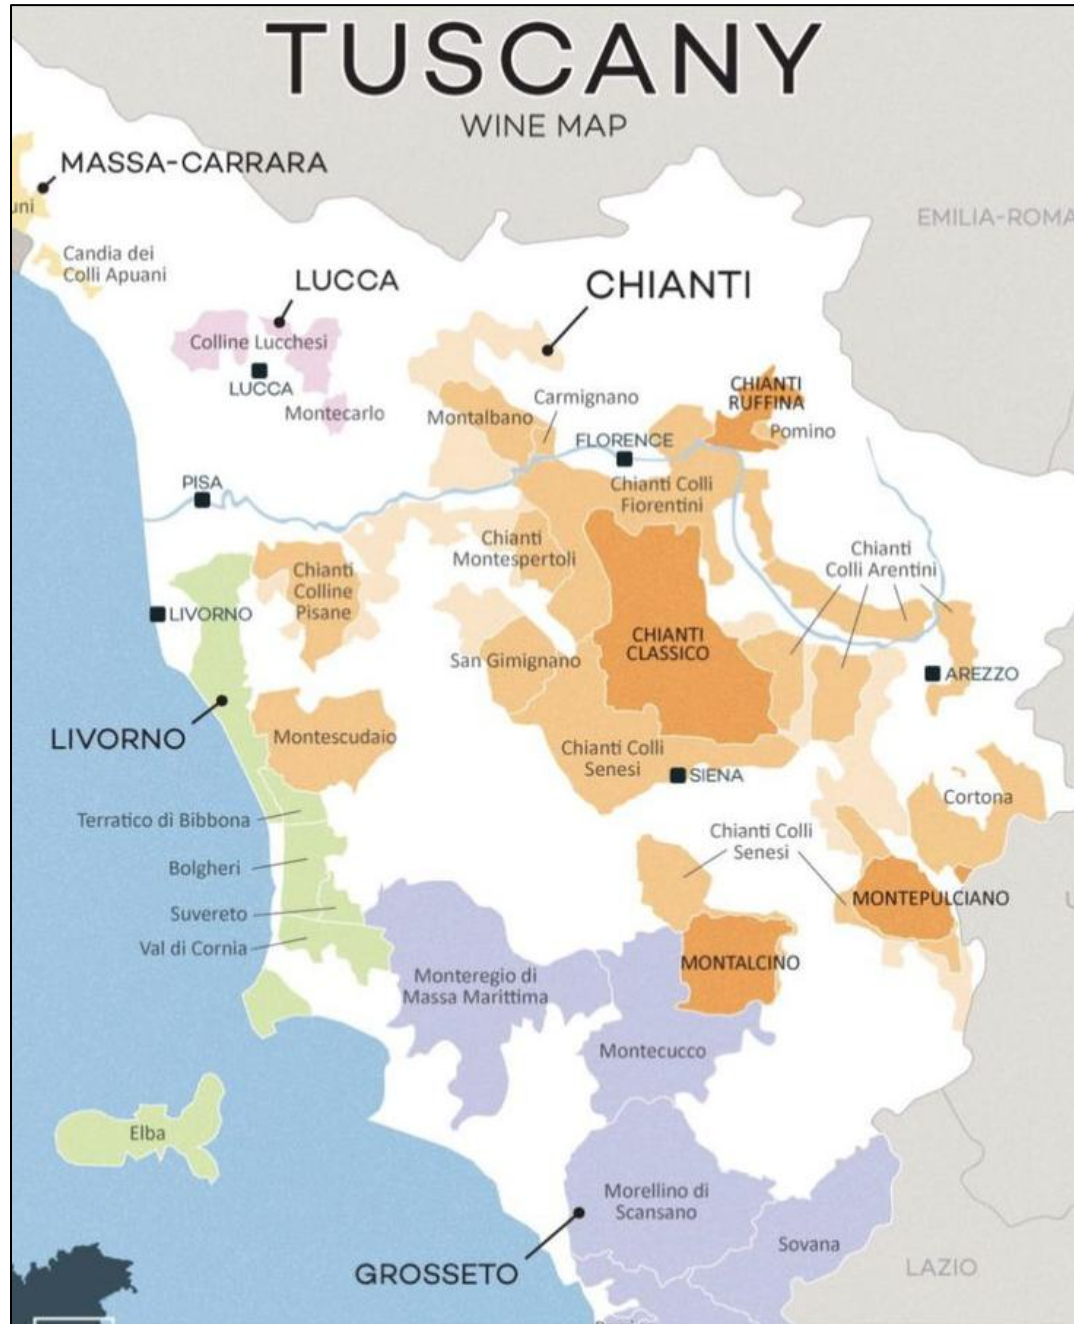 TUSCANY
WINE MAP
MASSA-CARRARA
EMILIA-ROMA
uni
Candia dei
Colli Apuani
LUCCA
CHIANTI
Colline Lucchesi
LUCCA
Montecarlo
Montalbano
Carmignano
CHIANTI
RUFFINA
Pomino
FLORENCE
PISA
Chianti Colli
Fiorentini
Chianti
Montespertoli
Chianti
Colli Arentini
Chianti
Colline
Pisane
LIVORNO
CHIANTI
CLASSICO
San Gimignano
AREZZO
LIVORNO
Montescudaio
Chianti Colli
Senesi
SIENA
Cortona
Terratico di Bibbona
Chianti Colli
Senesi
Bolgheri
MONTEPULCIANO
U
Suvereto
Val di Cornia
MONTALCINO
Monteregio di
Massa Marittima
Montecucco
Elba
Morellino di
Scansano
Sovana
GROSSETO
LAZIO